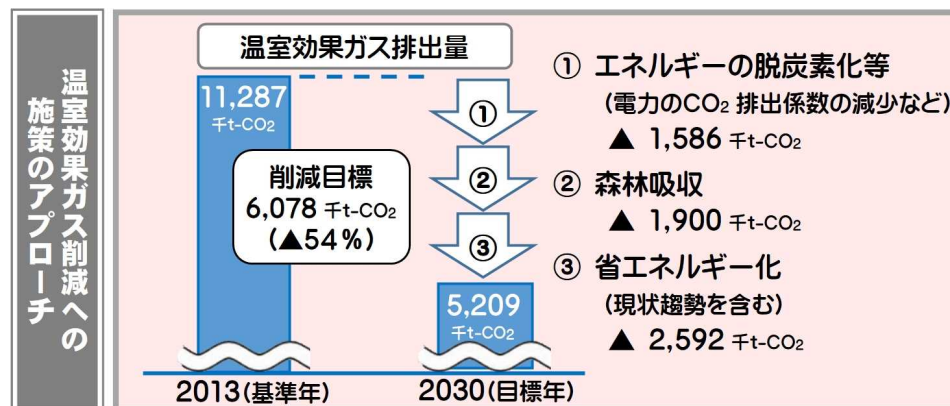 温室効果ガス削減への
施策のアプローチ
温室効果ガス排出量
11,287
千t-CO₂
削減目標
6,078 千t-CO₂
(▲54%)
①
②
③
5,209
千t-CO₂
2013(基準年)
2030(目標年)
① エネルギーの脱炭素化等
(電力のCO₂ 排出係数の減少など)
▲ 1,586 千t-CO₂
② 森林吸収
▲ 1,900 千t-CO₂
③ 省エネルギー化
(現状趨勢を含む)
▲ 2,592 千t-CO₂